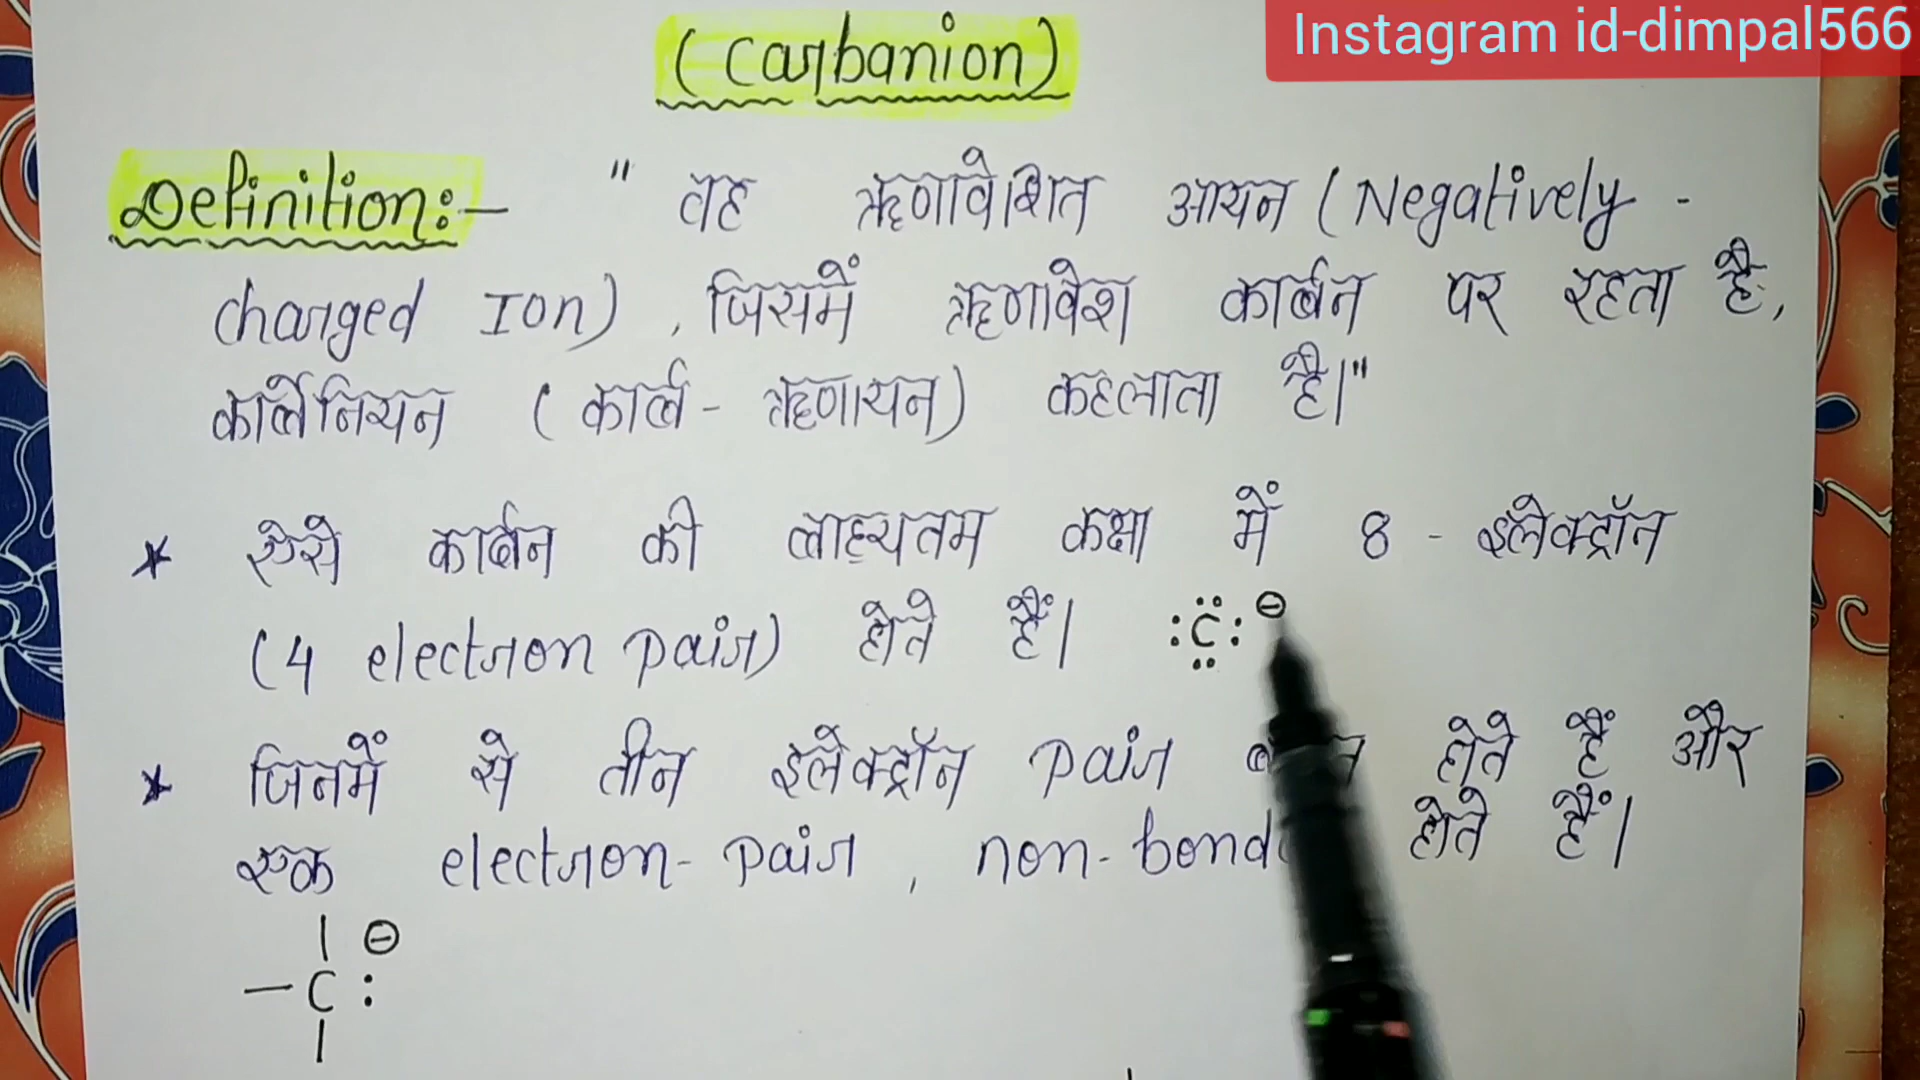 (Carbanion)
Instagram id-dimpal566
Definition:- " वह ऋणावेशित आयन (Negatively -
charged Ion) , जिसमें ऋणावेश कार्बन पर रहता है,
कार्बेनियन ( कार्ब - ऋणायन) कहलाता है।"
* ऐसे कार्बन की बाह्यतम कक्षा में 8 - इलेक्ट्रॉन
(4 electron pair) होते हैं। :C: ⊖
* जिनमें से तीन इलेक्ट्रॉन pair होते हैं और
एक electron-pair , non-bond होते हैं।
⊖
— C :